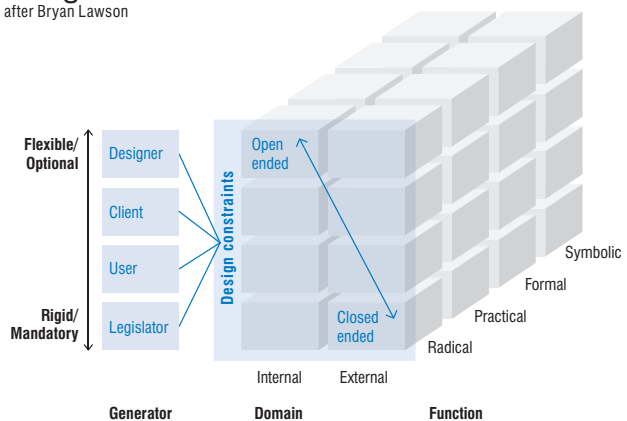 after Bryan Lawson
Flexible/
Optional
Designer
Client
User
Legislator
Rigid/
Mandatory
Design constraints
Open
ended
Closed
ended
Symbolic
Formal
Practical
Radical
Internal
External
Generator
Domain
Function